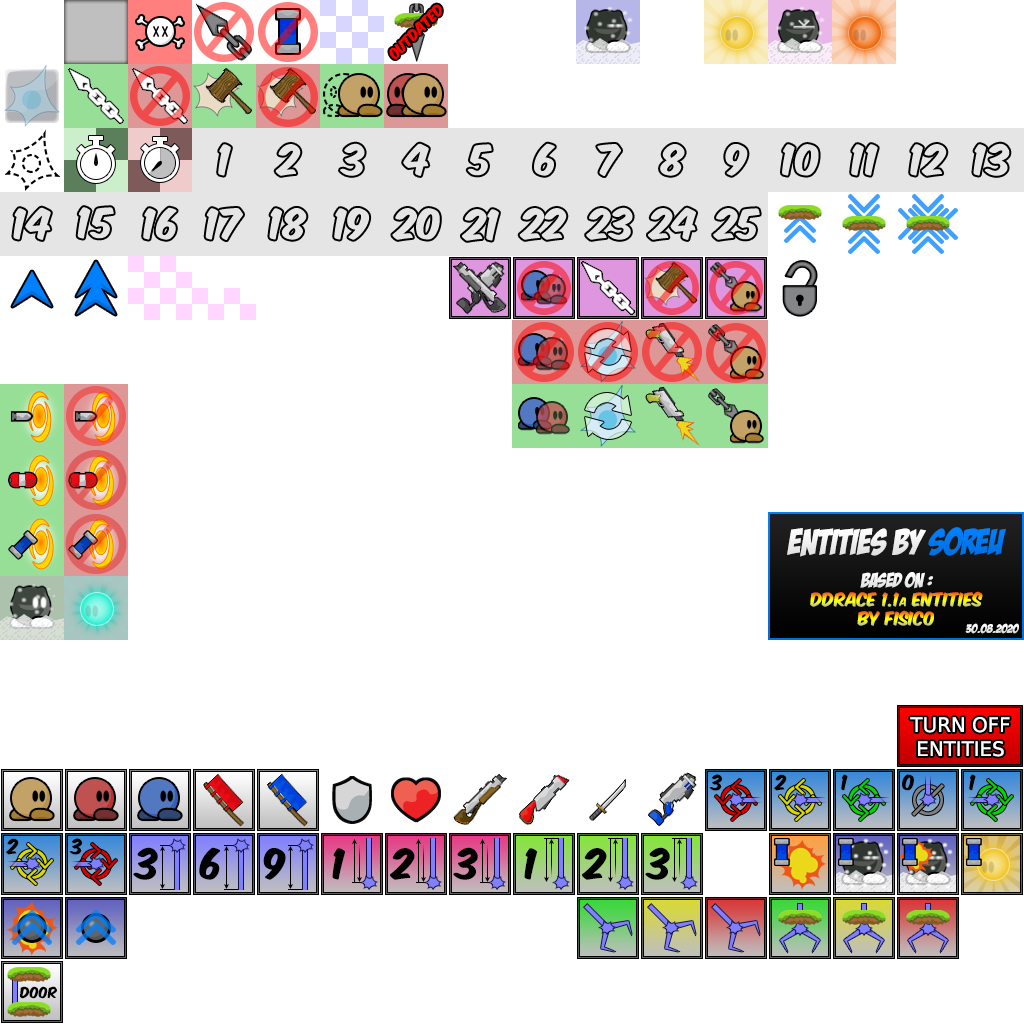 OUTDATED
1 2 3 4 5 6 7 8 9 10 11 12 13
14 15 16 17 18 19 20 21 22 23 24 25
ENTITIES BY SOREU
BASED ON :
DDRACE 1.1A ENTITIES
BY FISICO
30.08.2020
TURN OFF
ENTITIES
3 2 1 0 1
2 3 3 6 9 1 2 3 1 2 3
DOOR